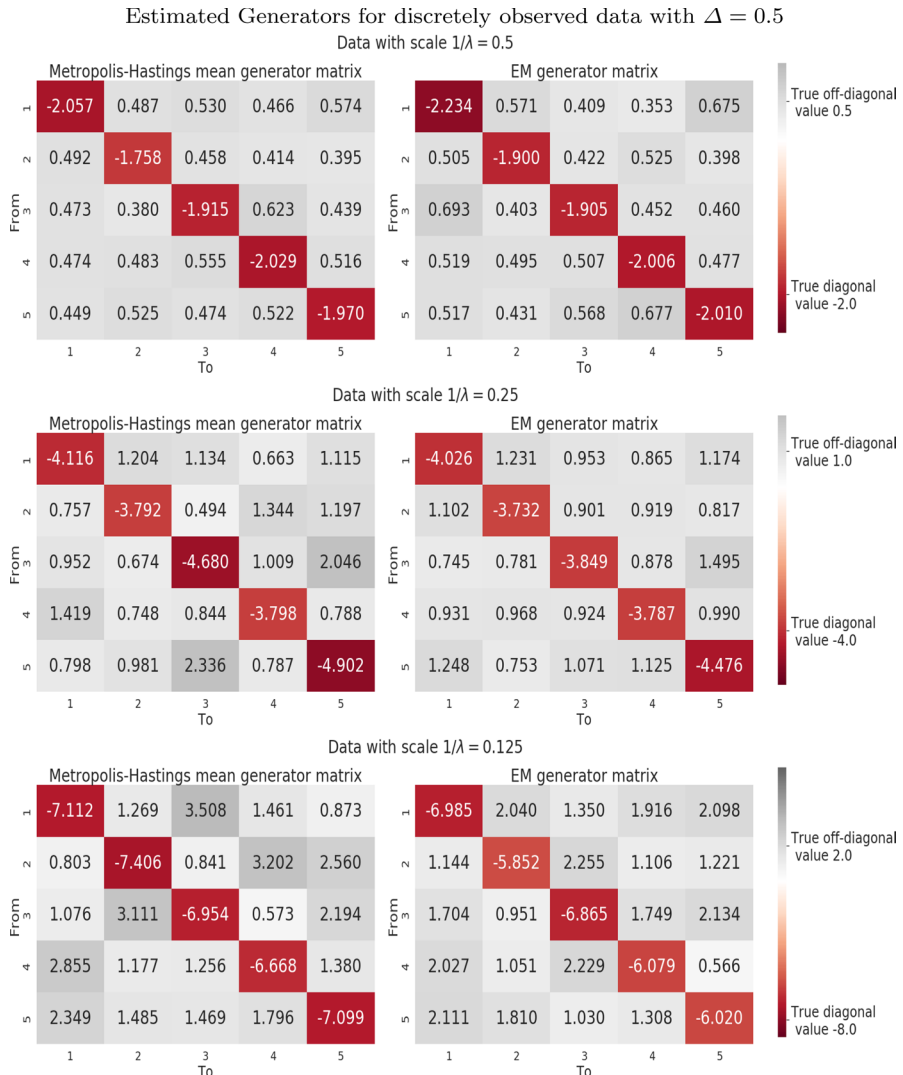 Estimated Generators for discretely observed data with Δ = 0.5
Data with scale 1/λ = 0.5
Metropolis-Hastings mean generator matrix
EM generator matrix
1 -2.057 0.487 0.530 0.466 0.574
2 0.492 -1.758 0.458 0.414 0.395
3 0.473 0.380 -1.915 0.623 0.439
4 0.474 0.483 0.555 -2.029 0.516
5 0.449 0.525 0.474 0.522 -1.970
From
1 2 3 4 5
To
1 -2.234 0.571 0.409 0.353 0.675
2 0.505 -1.900 0.422 0.525 0.398
3 0.693 0.403 -1.905 0.452 0.460
4 0.519 0.495 0.507 -2.006 0.477
5 0.517 0.431 0.568 0.677 -2.010
From
1 2 3 4 5
To
True off-diagonal
value 0.5
True diagonal
value -2.0
Data with scale 1/λ = 0.25
Metropolis-Hastings mean generator matrix
EM generator matrix
1 -4.116 1.204 1.134 0.663 1.115
2 0.757 -3.792 0.494 1.344 1.197
3 0.952 0.674 -4.680 1.009 2.046
4 1.419 0.748 0.844 -3.798 0.788
5 0.798 0.981 2.336 0.787 -4.902
From
1 2 3 4 5
To
1 -4.026 1.231 0.953 0.865 1.174
2 1.102 -3.732 0.901 0.919 0.817
3 0.745 0.781 -3.849 0.878 1.495
4 0.931 0.968 0.924 -3.787 0.990
5 1.248 0.753 1.071 1.125 -4.476
From
1 2 3 4 5
To
True off-diagonal
value 1.0
True diagonal
value -4.0
Data with scale 1/λ = 0.125
Metropolis-Hastings mean generator matrix
EM generator matrix
1 -7.112 1.269 3.508 1.461 0.873
2 0.803 -7.406 0.841 3.202 2.560
3 1.076 3.111 -6.954 0.573 2.194
4 2.855 1.177 1.256 -6.668 1.380
5 2.349 1.485 1.469 1.796 -7.099
From
1 2 3 4 5
To
1 -6.985 2.040 1.350 1.916 2.098
2 1.144 -5.852 2.255 1.106 1.221
3 1.704 0.951 -6.865 1.749 2.134
4 2.027 1.051 2.229 -6.079 0.566
5 2.111 1.810 1.030 1.308 -6.020
From
1 2 3 4 5
To
True off-diagonal
value 2.0
True diagonal
value -8.0